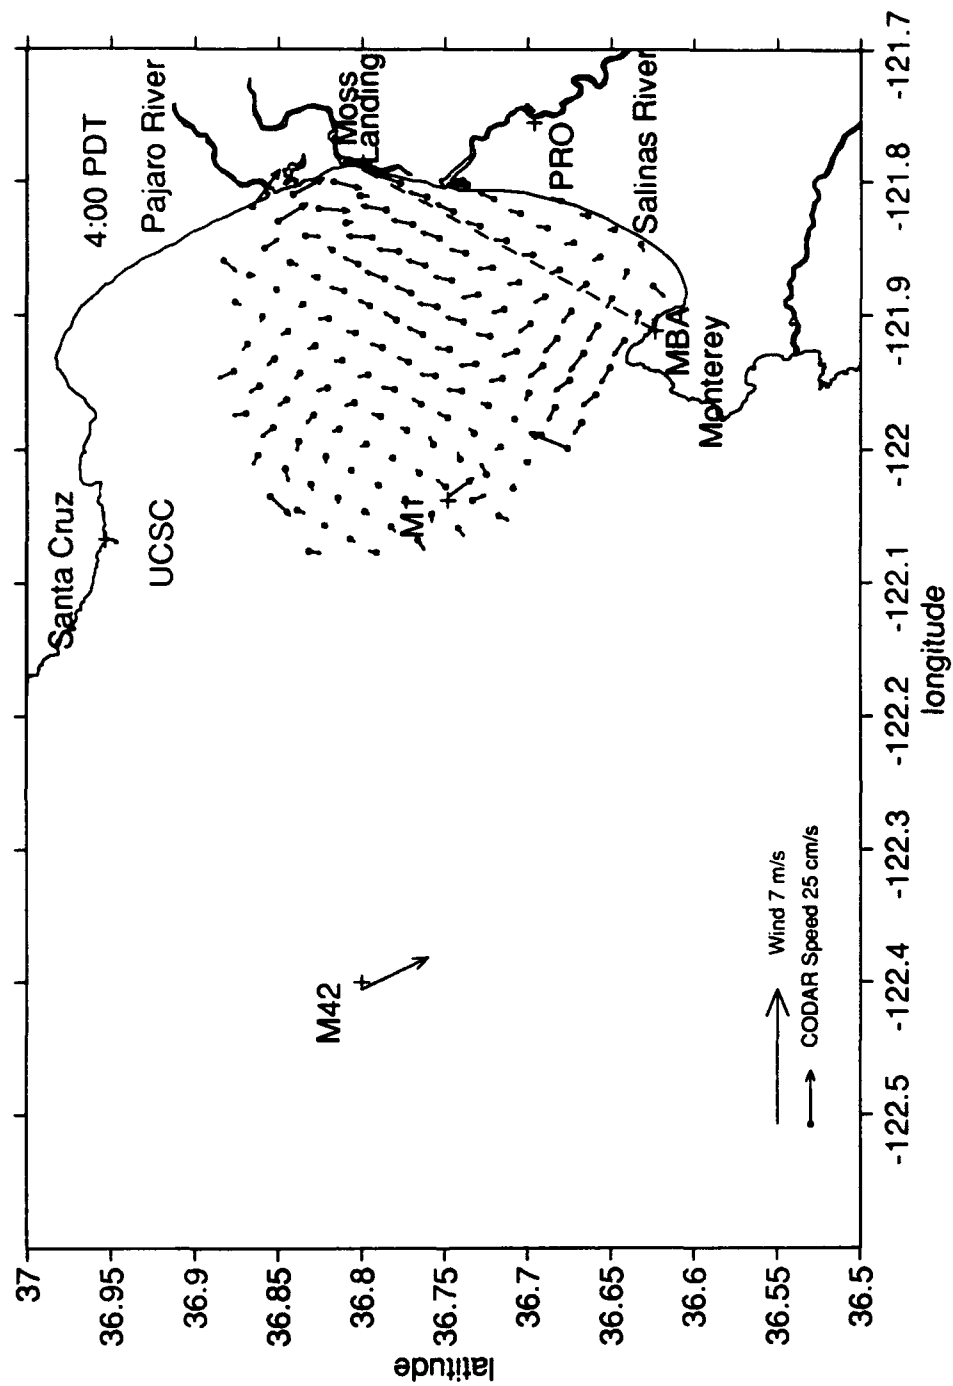 4:00 PDT
Santa Cruz
Pajaro River
UCSC
Moss
Landing
M1
M42
PRO
Salinas River
MBA
Monterey
Wind 7 m/s
CODAR Speed 25 cm/s
latitude
37
36.95
36.9
36.85
36.8
36.75
36.7
36.65
36.6
36.55
36.5
-122.5
-122.4
-122.3
-122.2
-122.1
-122
-121.9
-121.8
-121.7
longitude